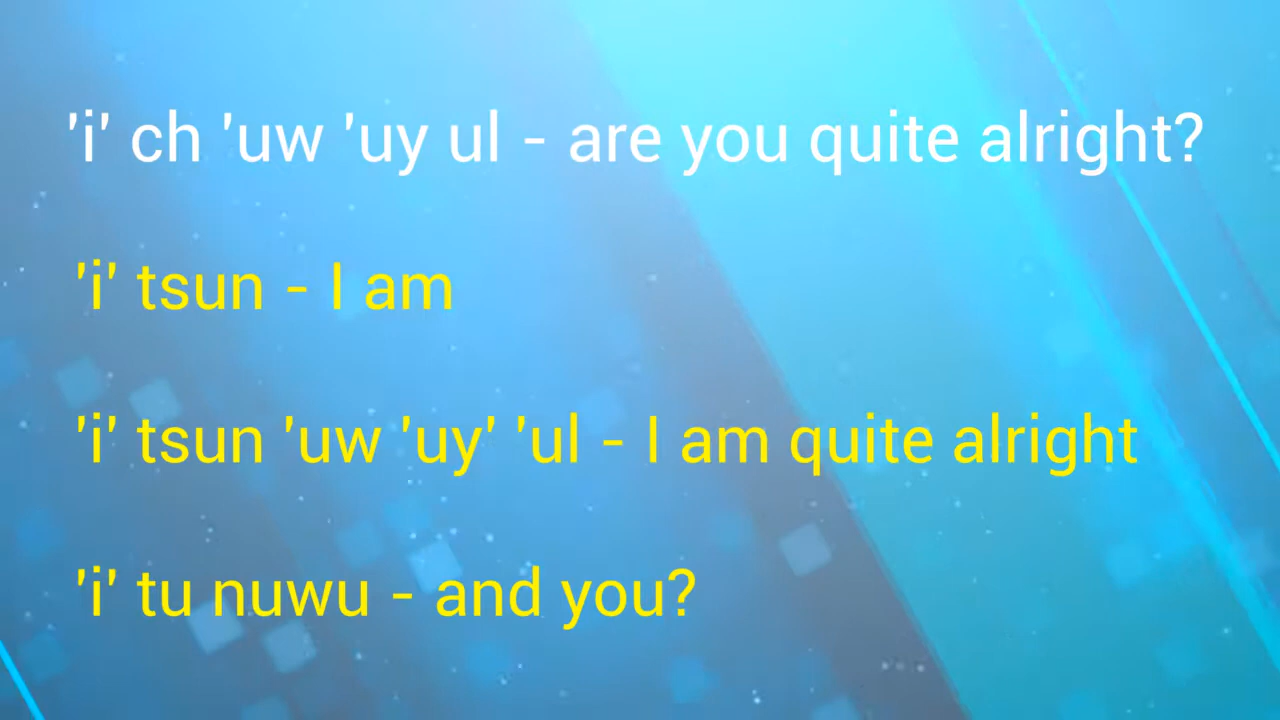 'i' ch 'uw 'uy ul - are you quite alright?
'i' tsun - I am
'i' tsun 'uw 'uy' 'ul - I am quite alright
'i' tu nuwu - and you?